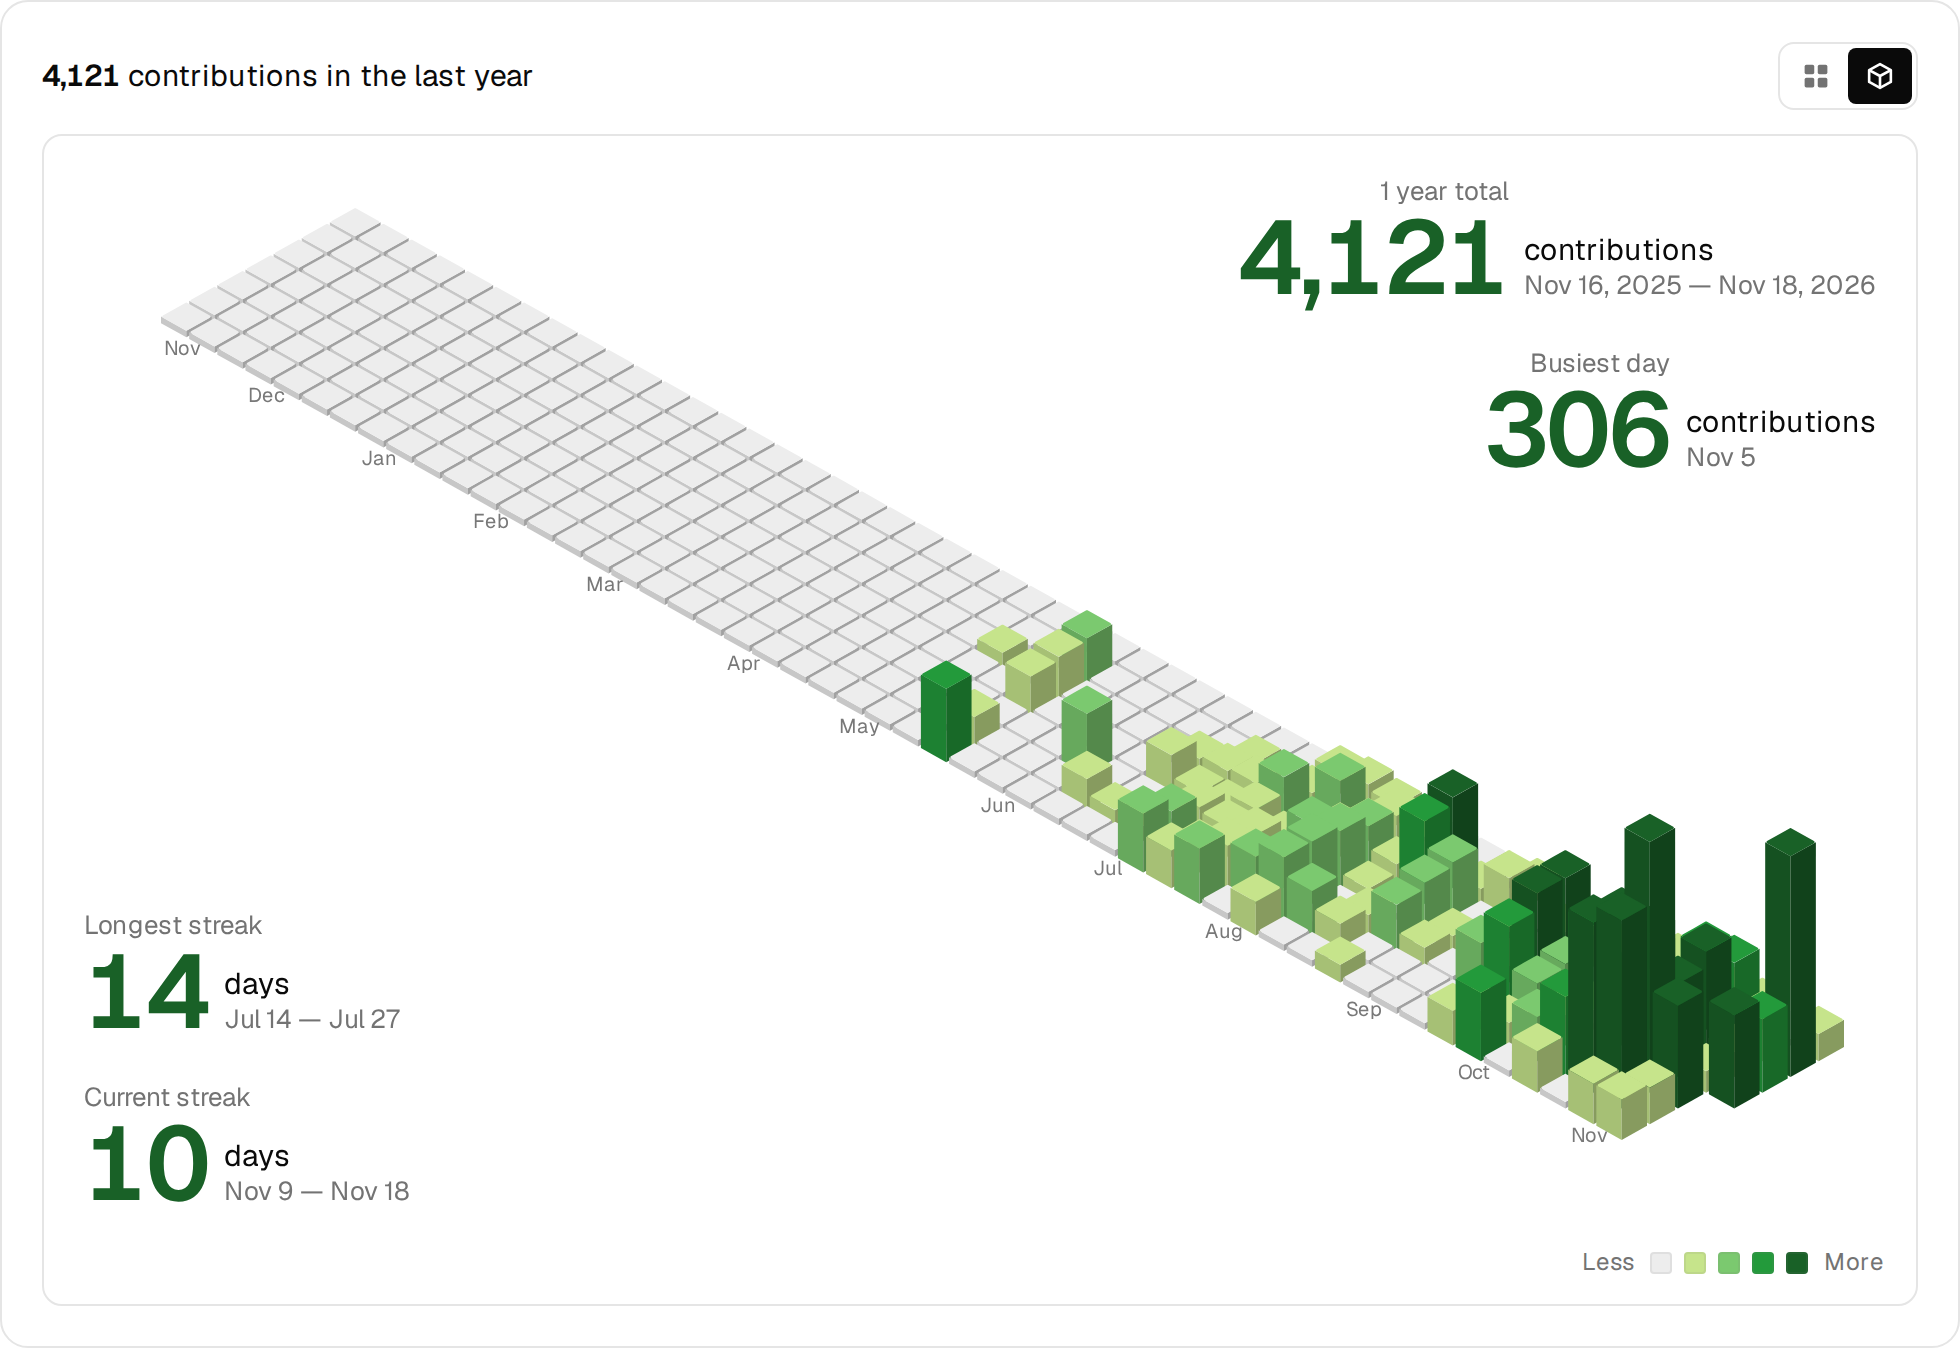 4,121 contributions in the last year
1 year total
4,121 contributions
Nov 16, 2025 — Nov 18, 2026
Busiest day
306 contributions
Nov 5
Nov
Dec
Jan
Feb
Mar
Apr
May
Jun
Jul
Aug
Sep
Oct
Nov
Longest streak
14 days
Jul 14 — Jul 27
Current streak
10 days
Nov 9 — Nov 18
Less More